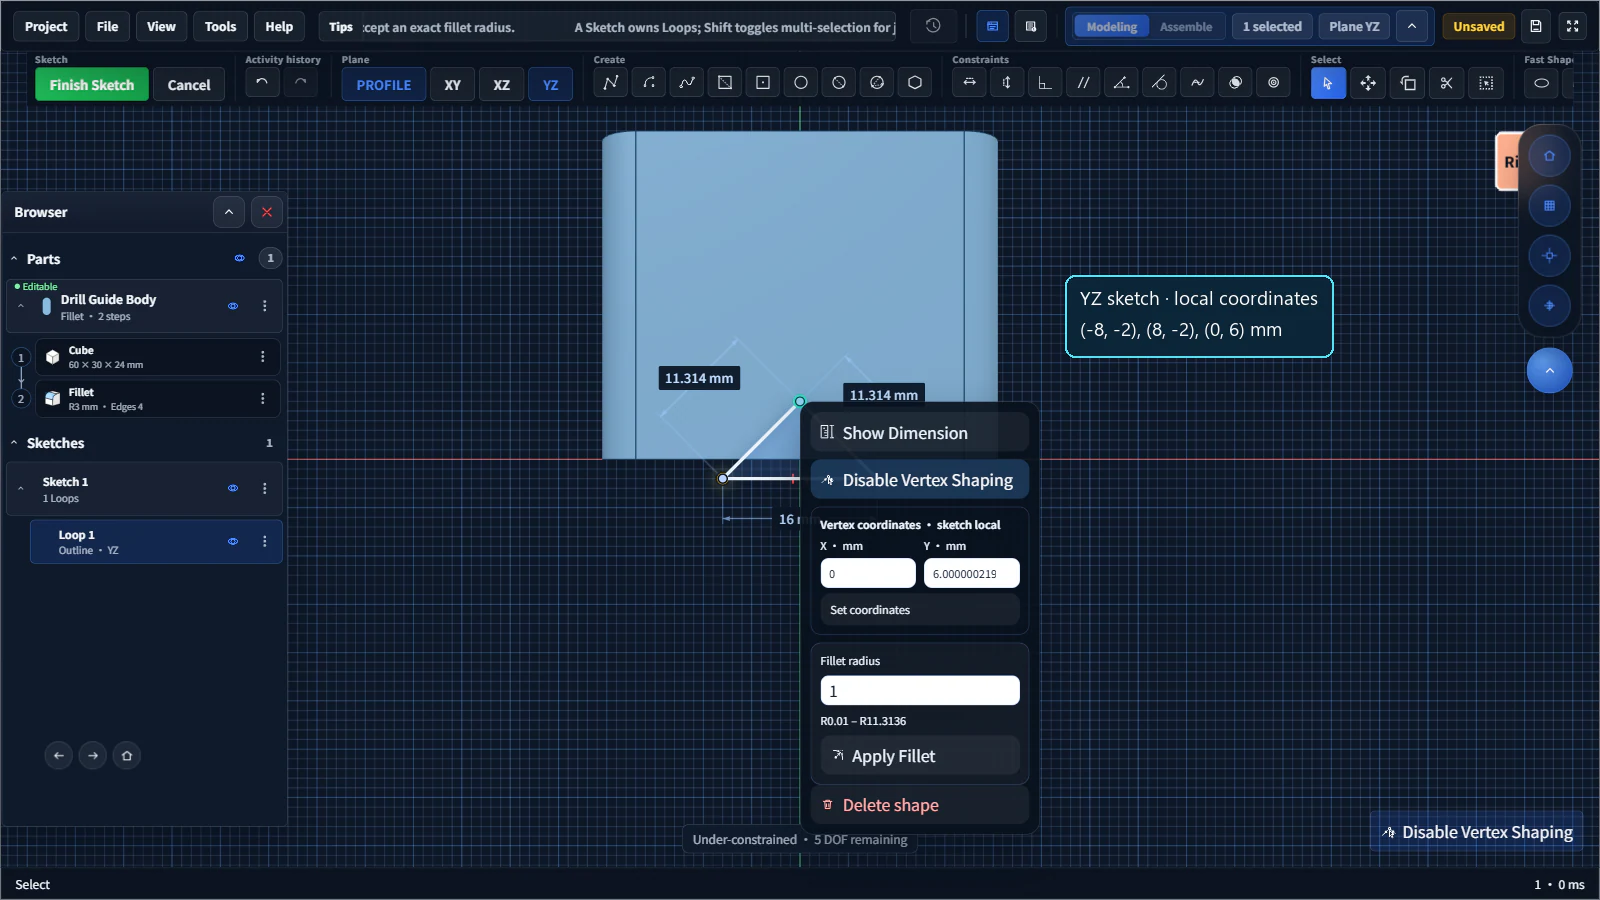 Project File View Tools Help Tips cept an exact fillet radius. A Sketch owns Loops; Shift toggles multi-selection for j Modeling Assemble 1 selected Plane YZ Unsaved
Sketch Activity history Plane Create Constraints Select Fast Shap
Finish Sketch Cancel PROFILE XY XZ YZ
Browser
Parts 1
Editable
Drill Guide Body
Fillet • 2 steps
1 Cube
60 × 30 × 24 mm
2 Fillet
R3 mm • Edges 4
Sketches 1
Sketch 1
1 Loops
Loop 1
Outline • YZ
Ri
YZ sketch · local coordinates
(-8, -2), (8, -2), (0, 6) mm
11.314 mm
11.314 mm
16 m
Show Dimension
Disable Vertex Shaping
Vertex coordinates • sketch local
X • mm Y • mm
0 6.000000219
Set coordinates
Fillet radius
1
R0.01 – R11.3136
Apply Fillet
Delete shape
Under-constrained • 5 DOF remaining
Disable Vertex Shaping
Select 1 • 0 ms